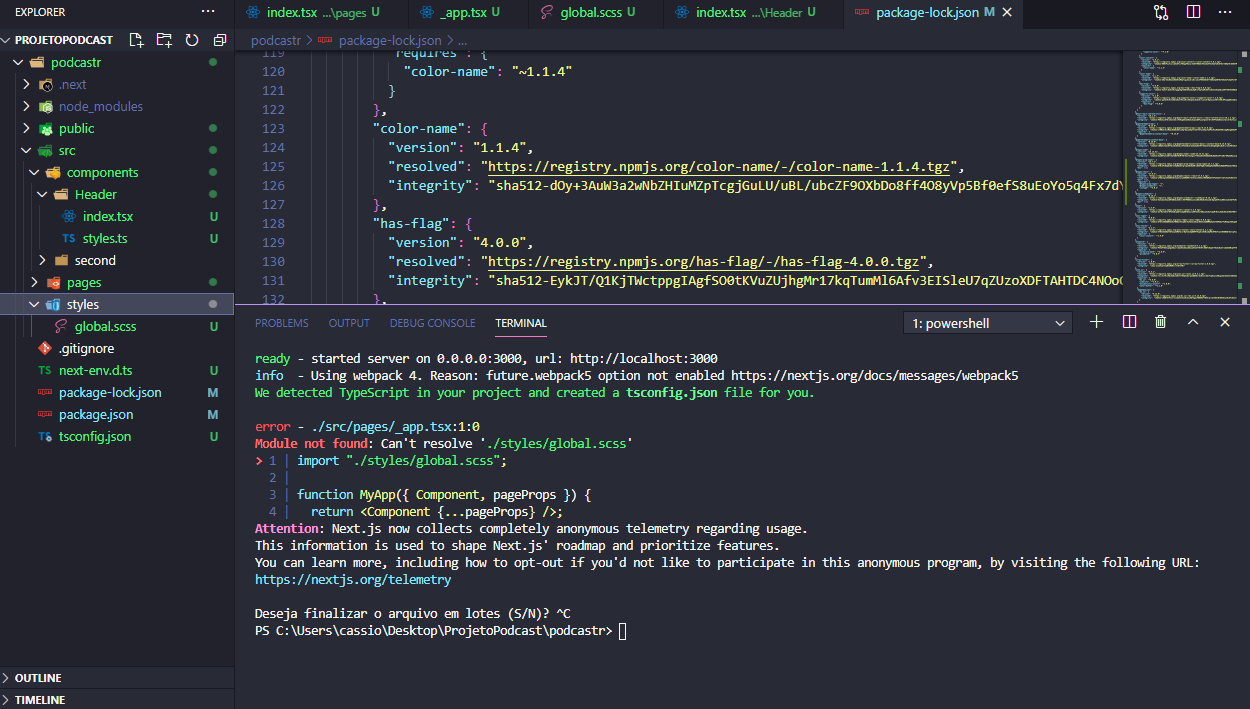 EXPLORER ...
PROJETOPODCAST
podcastr
.next
node_modules
public
src
components
Header
index.tsx U
styles.ts U
second
pages
styles
global.scss U
.gitignore
next-env.d.ts U
package-lock.json M
package.json M
tsconfig.json U
OUTLINE
TIMELINE
index.tsx ...\pages U
_app.tsx U
global.scss U
index.tsx ...\Header U
package-lock.json M
podcastr > package-lock.json > ...
119 "requires": {
120 "color-name": "~1.1.4"
121 }
122 },
123 "color-name": {
124 "version": "1.1.4",
125 "resolved": "https://registry.npmjs.org/color-name/-/color-name-1.1.4.tgz",
126 "integrity": "sha512-dOy+3AuW3a2wNbZHIuMZpTcgjGuLU/uBL/ubcZF9OXbDo8ff4O8yVp5Bf0efS8uEoYo5q4Fx7dY
127 },
128 "has-flag": {
129 "version": "4.0.0",
130 "resolved": "https://registry.npmjs.org/has-flag/-/has-flag-4.0.0.tgz",
131 "integrity": "sha512-EykJT/Q1KjTWctppgIAgfSO0tKVuZUjhgMr17kqTumMl6Afv3EISleU7qZUzoXDFTAHTDC4NOoG
132 },
PROBLEMS OUTPUT DEBUG CONSOLE TERMINAL 1: powershell
ready - started server on 0.0.0.0:3000, url: http://localhost:3000
info - Using webpack 4. Reason: future.webpack5 option not enabled https://nextjs.org/docs/messages/webpack5
We detected TypeScript in your project and created a tsconfig.json file for you.
error - ./src/pages/_app.tsx:1:0
Module not found: Can't resolve './styles/global.scss'
> 1 | import "./styles/global.scss";
2 |
3 | function MyApp({ Component, pageProps }) {
4 | return <Component {...pageProps} />;
Attention: Next.js now collects completely anonymous telemetry regarding usage.
This information is used to shape Next.js' roadmap and prioritize features.
You can learn more, including how to opt-out if you'd not like to participate in this anonymous program, by visiting the following URL:
https://nextjs.org/telemetry
Deseja finalizar o arquivo em lotes (S/N)? ^C
PS C:\Users\cassio\Desktop\ProjetoPodcast\podcastr>